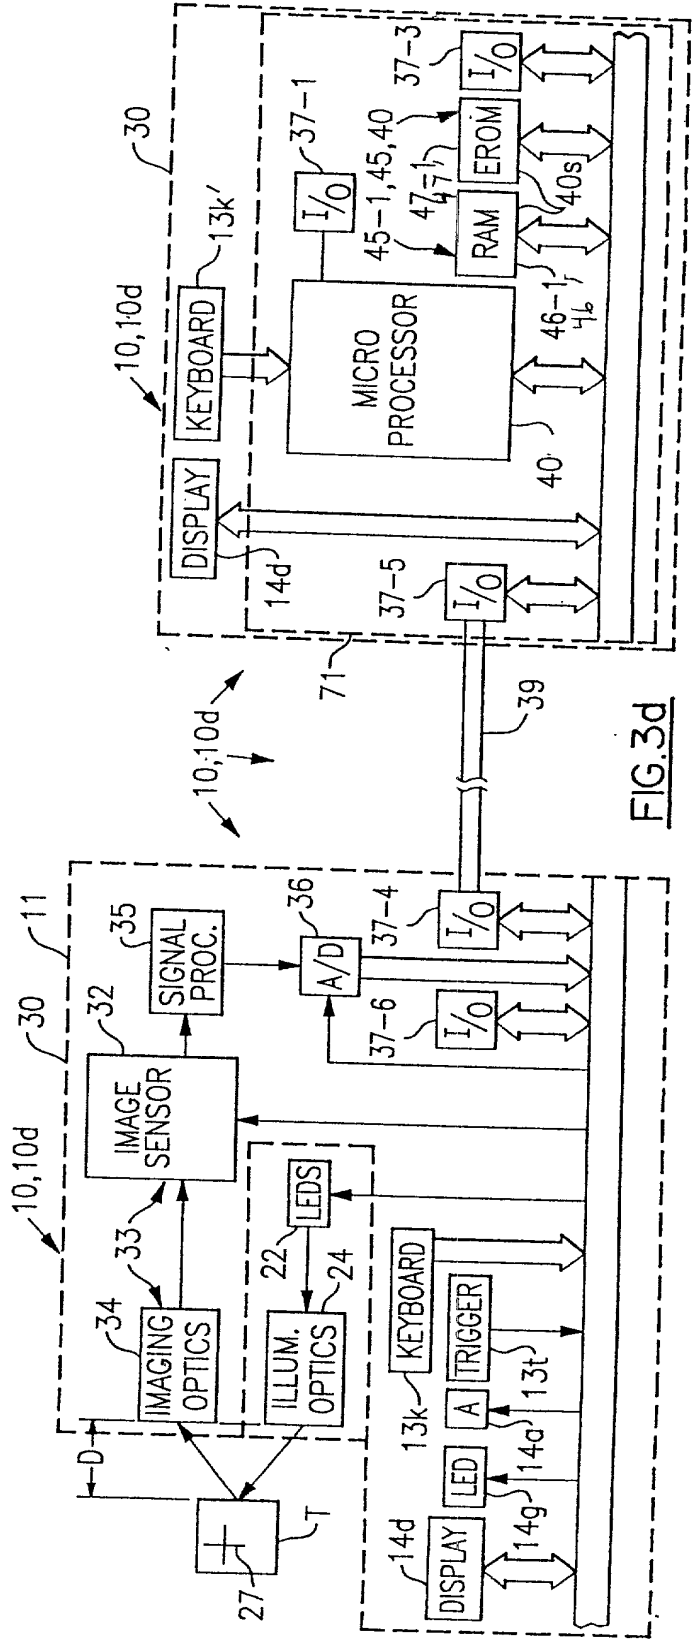 10,10d
30
11
34
33
32
35
D
IMAGING
OPTICS
IMAGE
SENSOR
SIGNAL
PROC.
27
T
22
24
36
ILLUM.
OPTICS
LEDS
A/D
14d
DISPLAY
14g
LED
14a
A
13k
KEYBOARD
13t
TRIGGER
37-6
I/O
37-4
I/O
10,10d
39
71
10,10d
30
14d
DISPLAY
KEYBOARD
13k'
37-5
I/O
40
MICRO
PROCESSOR
I/O
37-1
45-1,45,40
47-1,
47
46-1,
46
RAM
EROM
40s
37-3
I/O
FIG.3d